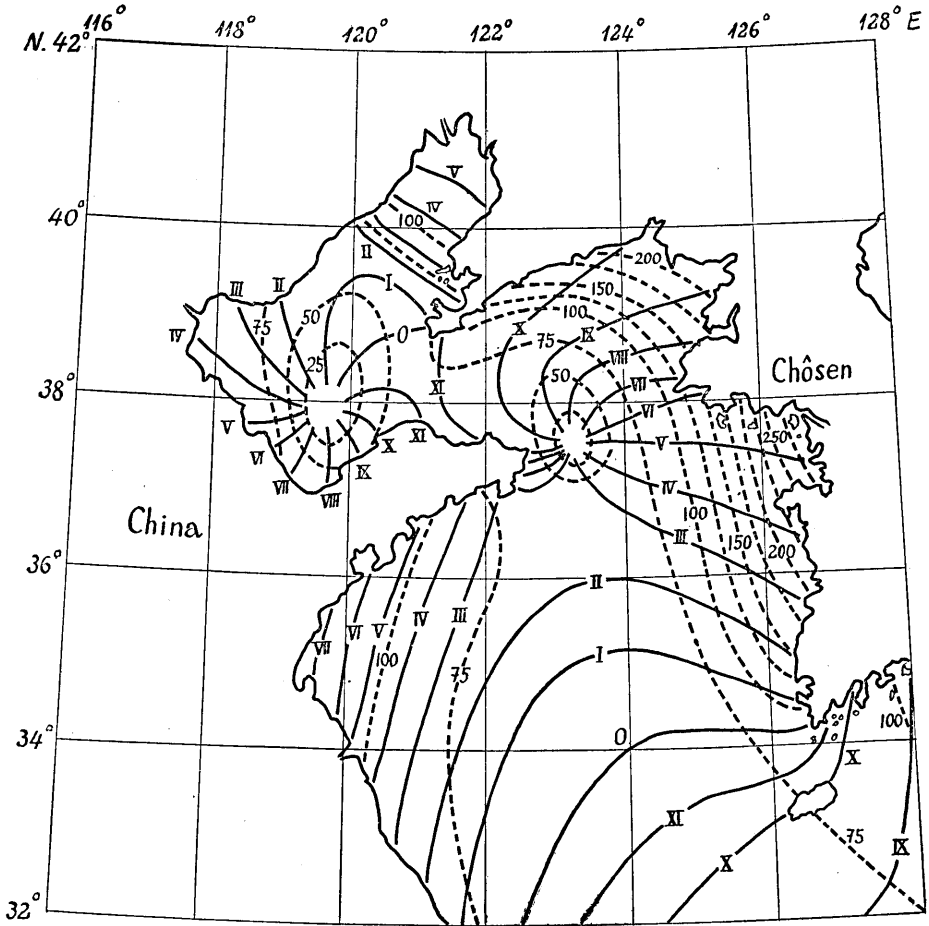 116° 118° 120° 122° 124° 126° 128° E
N. 42°
V
40°
IV
100
II
200
III II I
150
75 50
100
IV
0
X IX
75
25
VIII
50
VII
Chôsen
38°
XI
VI
V
XI
X
V
250
VI
IX
VII
VIII
IV
China
100
III
150 200
36°
II
VII VI V IV III
I
100
75
100
34°
0
X
XI
75
IX
X
32°